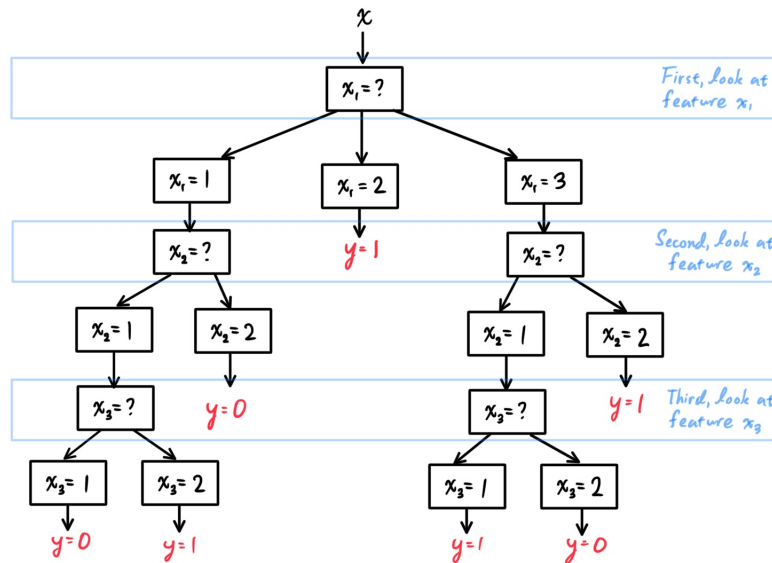 x
x₁ = ?
First, look at
feature x₁
x₁ = 1
x₁ = 2
x₁ = 3
x₂ = ?
y = 1
x₂ = ?
Second, look at
feature x₂
x₂ = 1
x₂ = 2
x₂ = 1
x₂ = 2
x₃ = ?
y = 0
x₃ = ?
y = 1
Third, look at
feature x₃
x₃ = 1
x₃ = 2
x₃ = 1
x₃ = 2
y = 0
y = 1
y = 1
y = 0